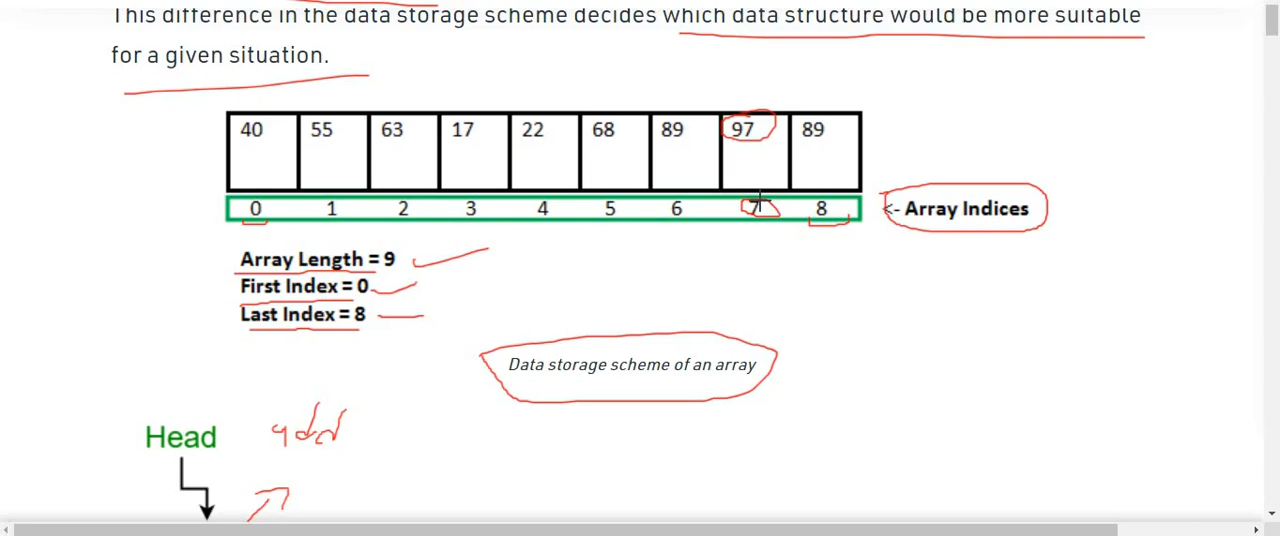 This difference in the data storage scheme decides which data structure would be more suitable
for a given situation.
40 55 63 17 22 68 89 97 89
0 1 2 3 4 5 6 7 8 <- Array Indices
Array Length = 9
First Index = 0
Last Index = 8
Data storage scheme of an array
Head